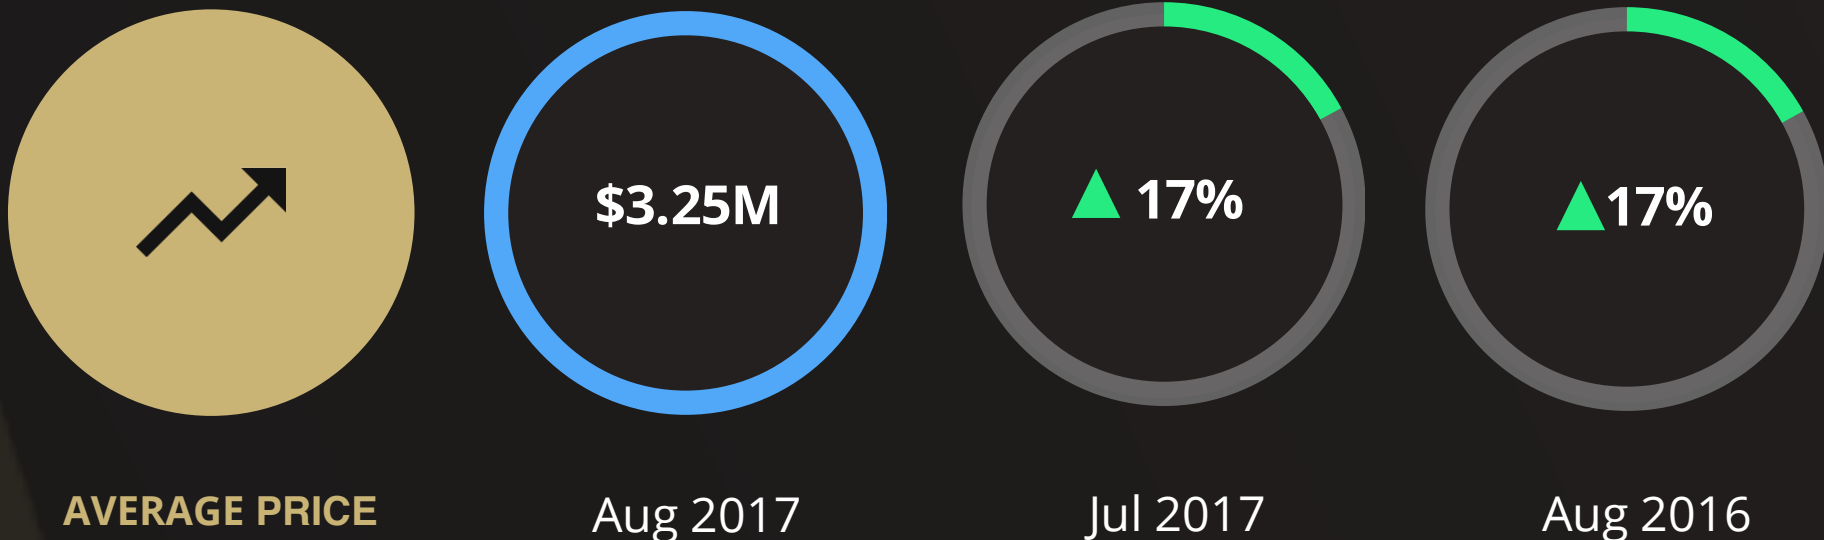 $3.25M
▲ 17%
▲ 17%
AVERAGE PRICE
Aug 2017
Jul 2017
Aug 2016